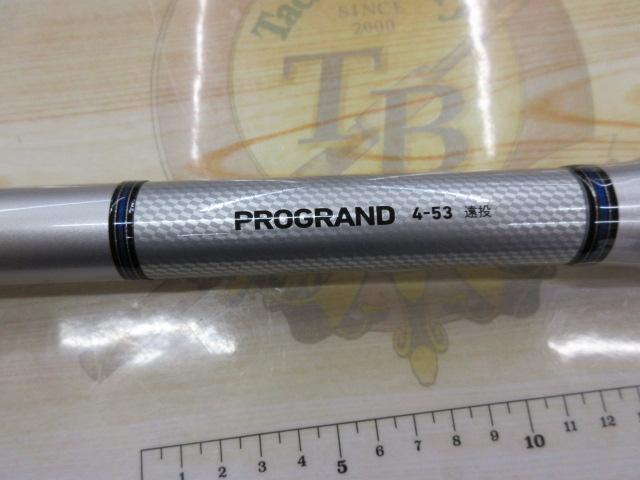 Tac
SINCE
2000
TB
PROGRAND 4-53 遠投
1 2 3 4 5 6 7 8 9 10 11 12